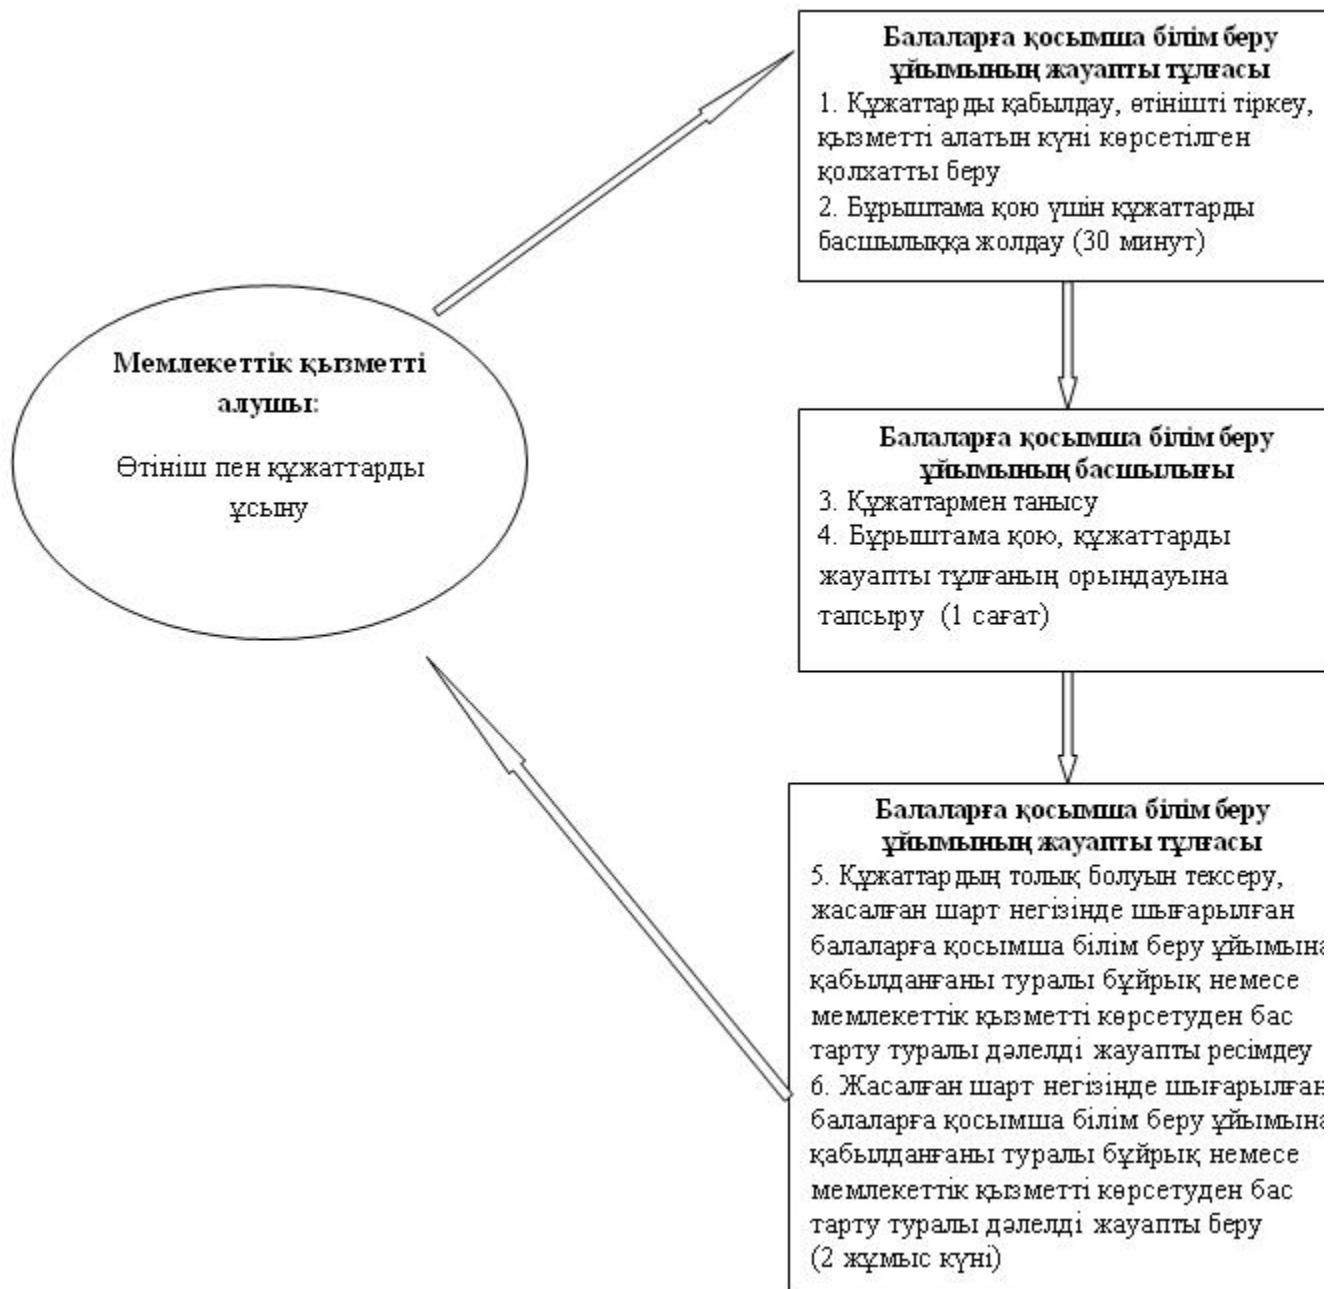 Мемлекеттік қызметті
алушы:
Өтініш пен құжаттарды
ұсыну
Балаларға қосымша білім беру
ұйымының жауапты тұлғасы
1. Құжаттарды қабылдау, өтінішті тіркеу,
қызметті алатын күні көрсетілген
қолхатты беру
2. Бұрыштама қою үшін құжаттарды
басшылыққа жолдау (30 минут)
Балаларға қосымша білім беру
ұйымының басшылығы
3. Құжаттармен танысу
4. Бұрыштама қою, құжаттарды
жауапты тұлғаның орындауына
тапсыру (1 сағат)
Балаларға қосымша білім беру
ұйымының жауапты тұлғасы
5. Құжаттардың толық болуын тексеру,
жасалған шарт негізінде шығарылған
балаларға қосымша білім беру ұйымына
қабылданғаны туралы бұйрық немесе
мемлекеттік қызметті көрсетуден бас
тарту туралы дәлелді жауапты ресімдеу
6. Жасалған шарт негізінде шығарылған
балаларға қосымша білім беру ұйымына
қабылданғаны туралы бұйрық немесе
мемлекеттік қызметті көрсетуден бас
тарту туралы дәлелді жауапты беру
(2 жұмыс күні)